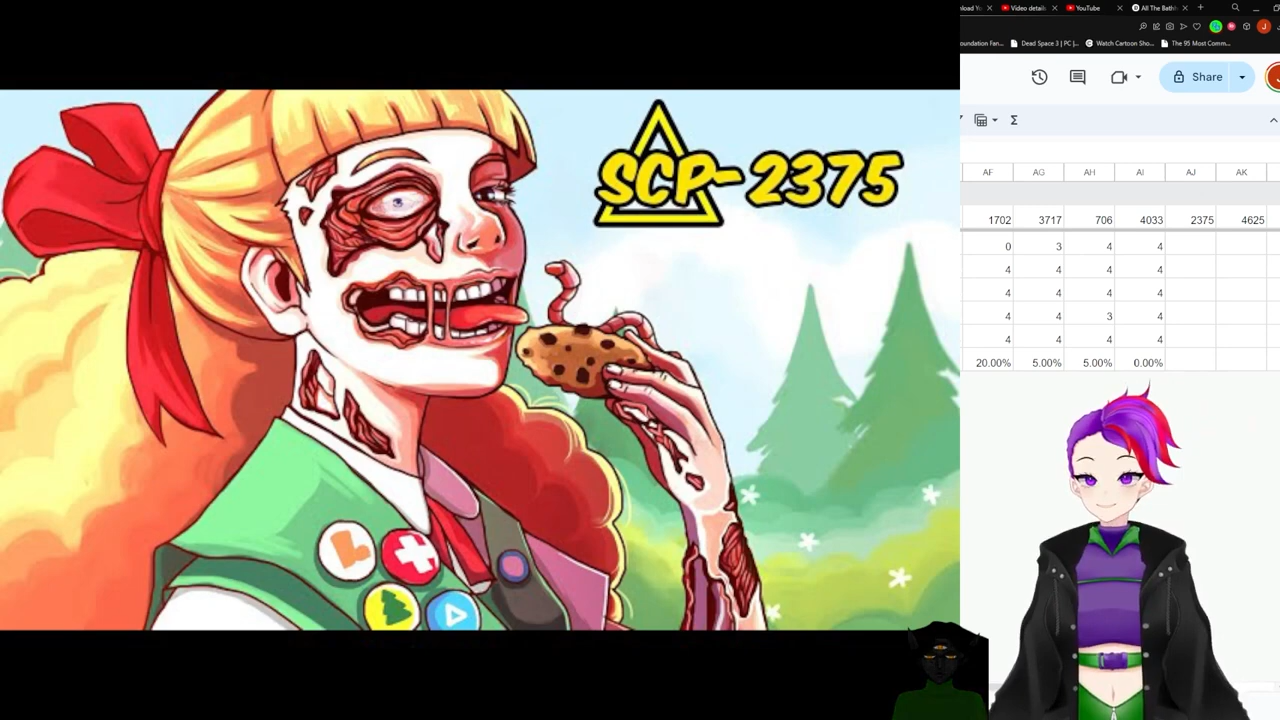 nload Yo
Video details
YouTube
All The Bathh
oundation Fan...
Dead Space 3 | PC |...
Watch Cartoon Sho...
The 95 Most Comm...
Share
SCP-2375
AF AG AH AI AJ AK
1702 3717 706 4033 2375 4625
0 3 4 4
4 4 4 4
4 4 4 4
4 4 3 4
4 4 4 4
20.00% 5.00% 5.00% 0.00%